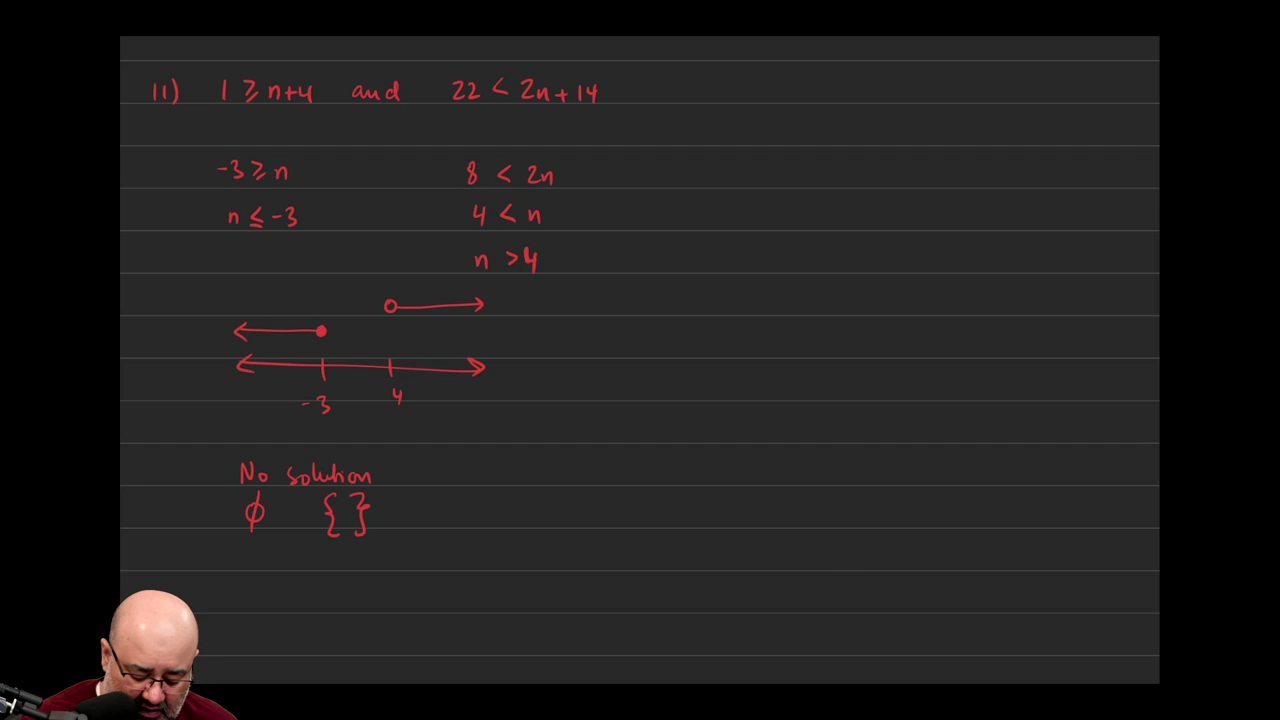 11) 1 ≥ n+4 and 22 < 2n+14
-3 ≥ n 8 < 2n
n ≤ -3 4 < n
n > 4
-3 4
No solution
∅ { }